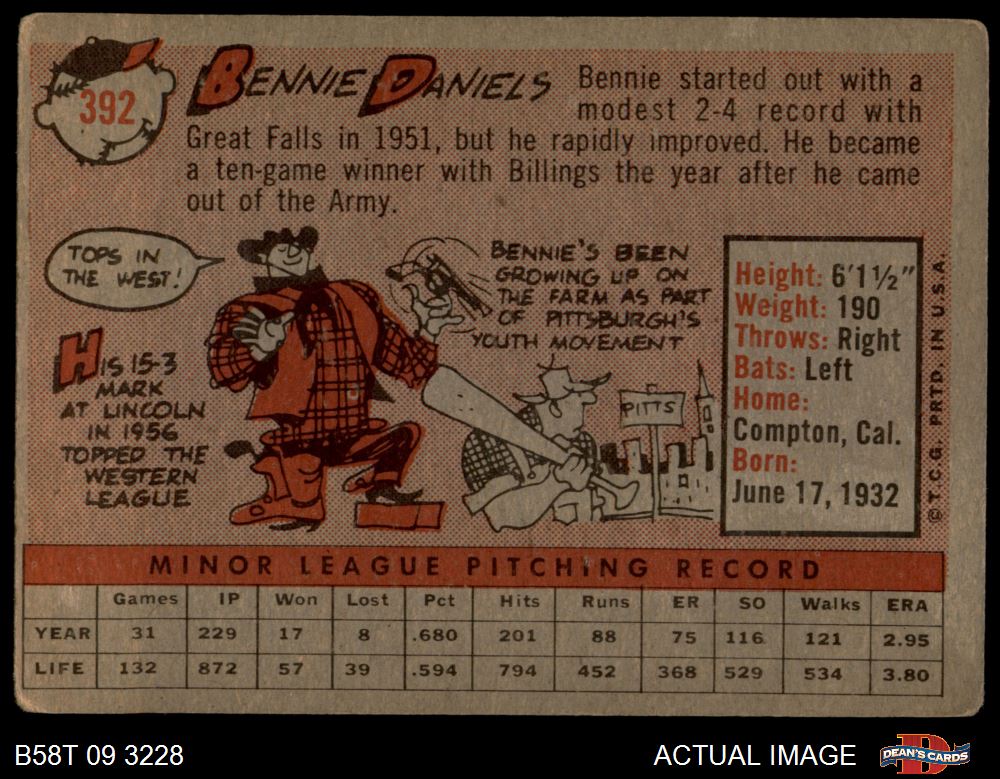 392
BENNIE DANIELS
Bennie started out with a
modest 2-4 record with
Great Falls in 1951, but he rapidly improved. He became
a ten-game winner with Billings the year after he came
out of the Army.
TOPS IN
THE WEST!
HIS 15-3
MARK
AT LINCOLN
IN 1956
TOPPED THE
WESTERN
LEAGUE
BENNIE'S BEEN
GROWING UP ON
THE FARM AS PART
OF PITTSBURGH'S
YOUTH MOVEMENT
PITTS
Height: 6'1½"
Weight: 190
Throws: Right
Bats: Left
Home:
Compton, Cal.
Born:
June 17, 1932
©T.C.G. PRTD. IN U.S.A.
MINOR LEAGUE PITCHING RECORD
Games IP Won Lost Pct Hits Runs ER SO Walks ERA
YEAR 31 229 17 8 .680 201 88 75 116 121 2.95
LIFE 132 872 57 39 .594 794 452 368 529 534 3.80
B58T 09 3228
ACTUAL IMAGE
D
DEAN'S CARDS